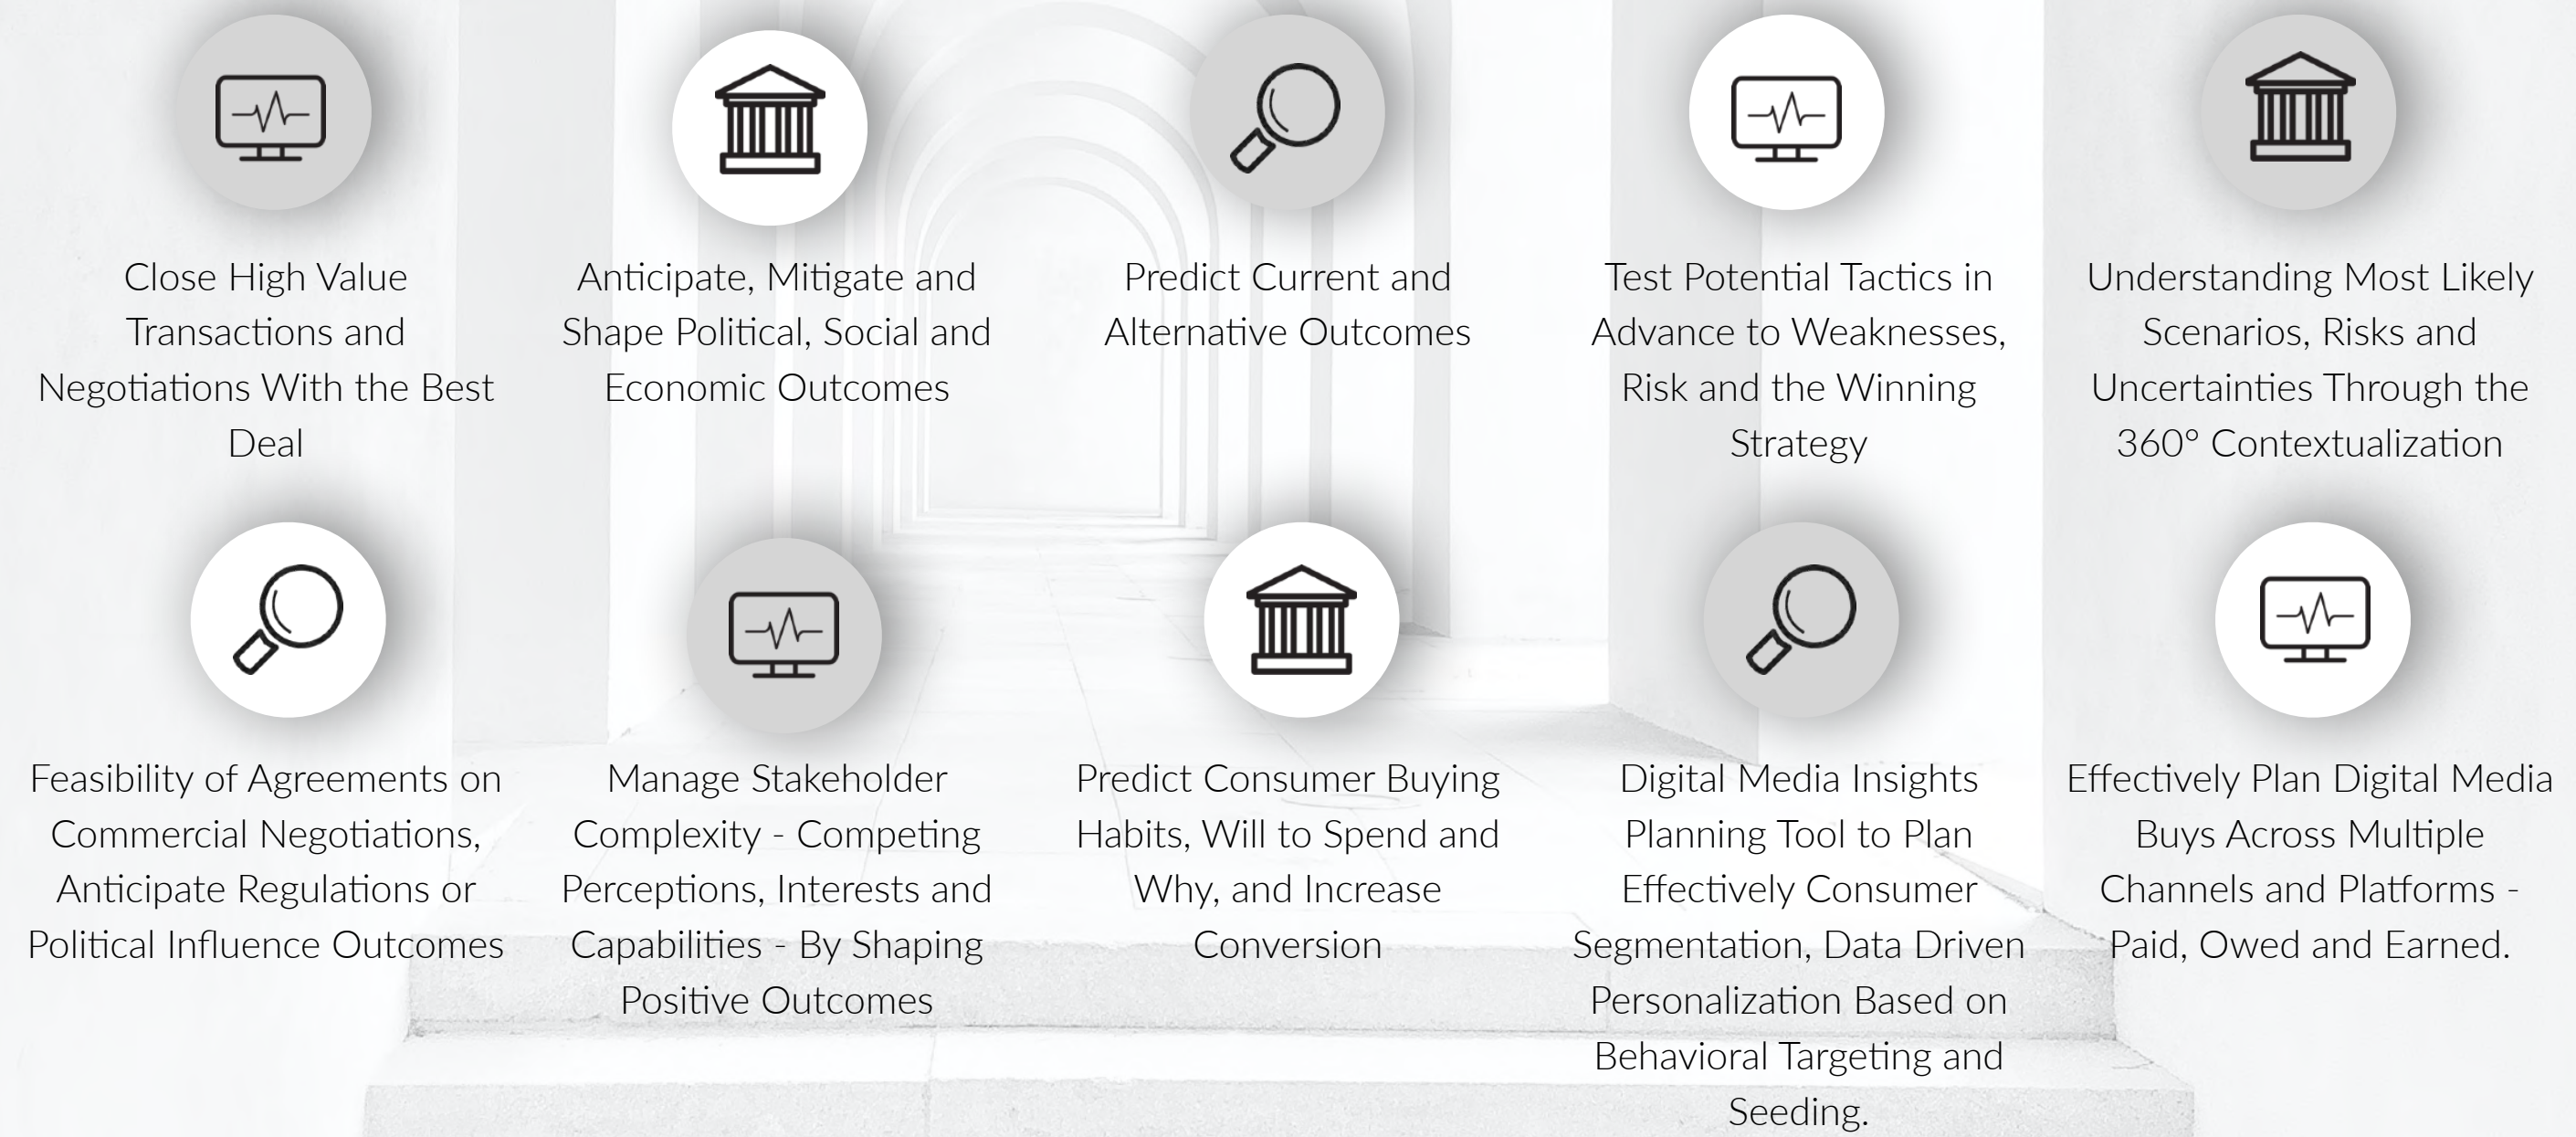 Close High Value
Transactions and
Negotiations With the Best
Deal
Anticipate, Mitigate and
Shape Political, Social and
Economic Outcomes
Predict Current and
Alternative Outcomes
Test Potential Tactics in
Advance to Weaknesses,
Risk and the Winning
Strategy
Understanding Most Likely
Scenarios, Risks and
Uncertainties Through the
360° Contextualization
Feasibility of Agreements on
Commercial Negotiations,
Anticipate Regulations or
Political Influence Outcomes
Manage Stakeholder
Complexity - Competing
Perceptions, Interests and
Capabilities - By Shaping
Positive Outcomes
Predict Consumer Buying
Habits, Will to Spend and
Why, and Increase
Conversion
Digital Media Insights
Planning Tool to Plan
Effectively Consumer
Segmentation, Data Driven
Personalization Based on
Behavioral Targeting and
Seeding.
Effectively Plan Digital Media
Buys Across Multiple
Channels and Platforms -
Paid, Owed and Earned.